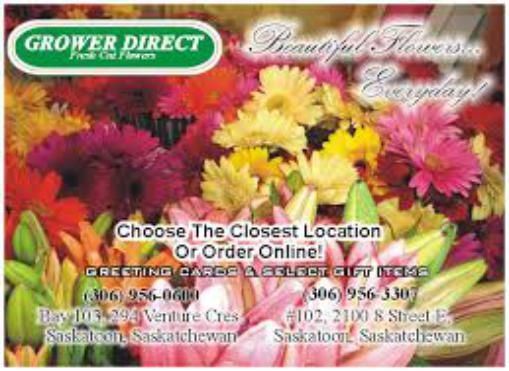 GROWER DIRECT
Fresh Cut Flowers
Beautiful Flowers...
Everyday!
Choose The Closest Location
Or Order Online!
GREETING CARDS & SELECT GIFT ITEMS
(306) 956-0600
Bay 103, 294 Venture Cres
Saskatoon, Saskatchewan
(306) 956-3307
#102, 2100 8 Street E,
Saskatoon, Saskatchewan